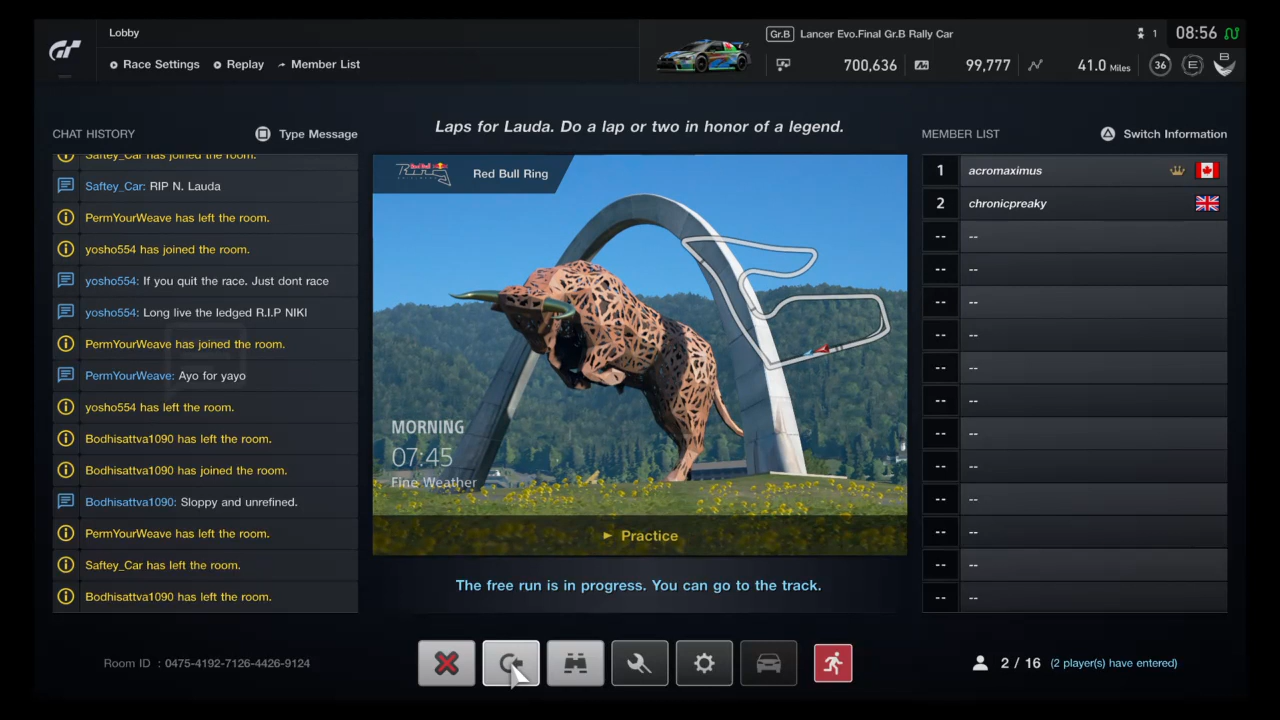 Lobby
Race Settings
Replay
Member List
Gr.B Lancer Evo.Final Gr.B Rally Car
1
08:56
700,636
99,777
41.0 Miles
36
E
B
CHAT HISTORY
Type Message
Saftey_Car has joined the room.
Saftey_Car: RIP N. Lauda
PermYourWeave has left the room.
yosho554 has joined the room.
yosho554: If you quit the race. Just dont race
yosho554: Long live the ledged R.I.P NIKI
PermYourWeave has joined the room.
PermYourWeave: Ayo for yayo
yosho554 has left the room.
Bodhisattva1090 has left the room.
Bodhisattva1090 has joined the room.
Bodhisattva1090: Sloppy and unrefined.
PermYourWeave has left the room.
Saftey_Car has left the room.
Bodhisattva1090 has left the room.
Laps for Lauda. Do a lap or two in honor of a legend.
Red Bull Ring
MORNING
07:45
Fine Weather
Practice
The free run is in progress. You can go to the track.
MEMBER LIST
Switch Information
1 acromaximus
2 chronicpreaky
-- --
-- --
-- --
-- --
-- --
-- --
-- --
-- --
-- --
-- --
-- --
-- --
Room ID : 0475-4192-7126-4426-9124
2 / 16 (2 player(s) have entered)